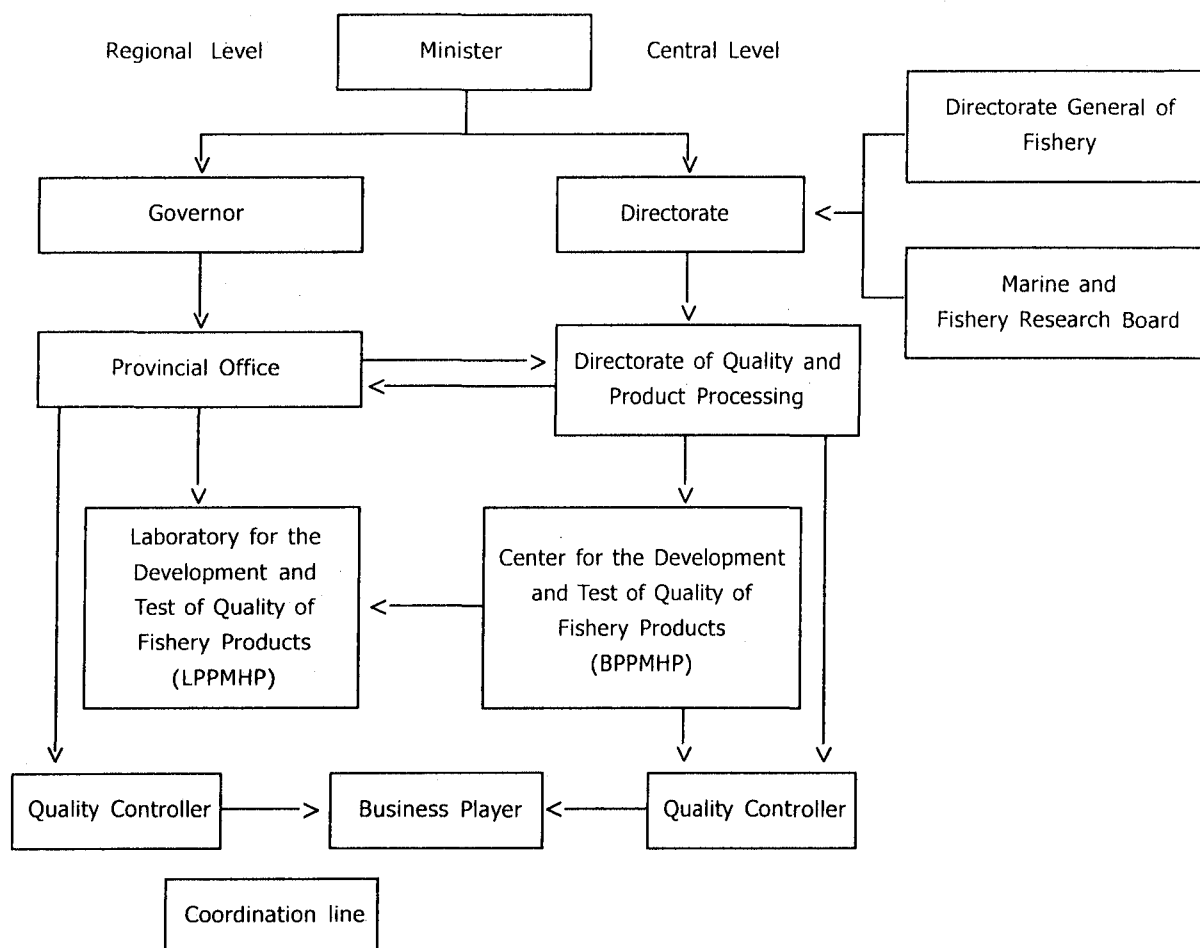 Regional Level
Minister
Central Level
Directorate General of
Fishery
Governor
Directorate
Marine and
Fishery Research Board
Provincial Office
Directorate of Quality and
Product Processing
Laboratory for the
Development and
Test of Quality of
Fishery Products
(LPPMHP)
Center for the Development
and Test of Quality of
Fishery Products
(BPPMHP)
Quality Controller
Business Player
Quality Controller
Coordination line